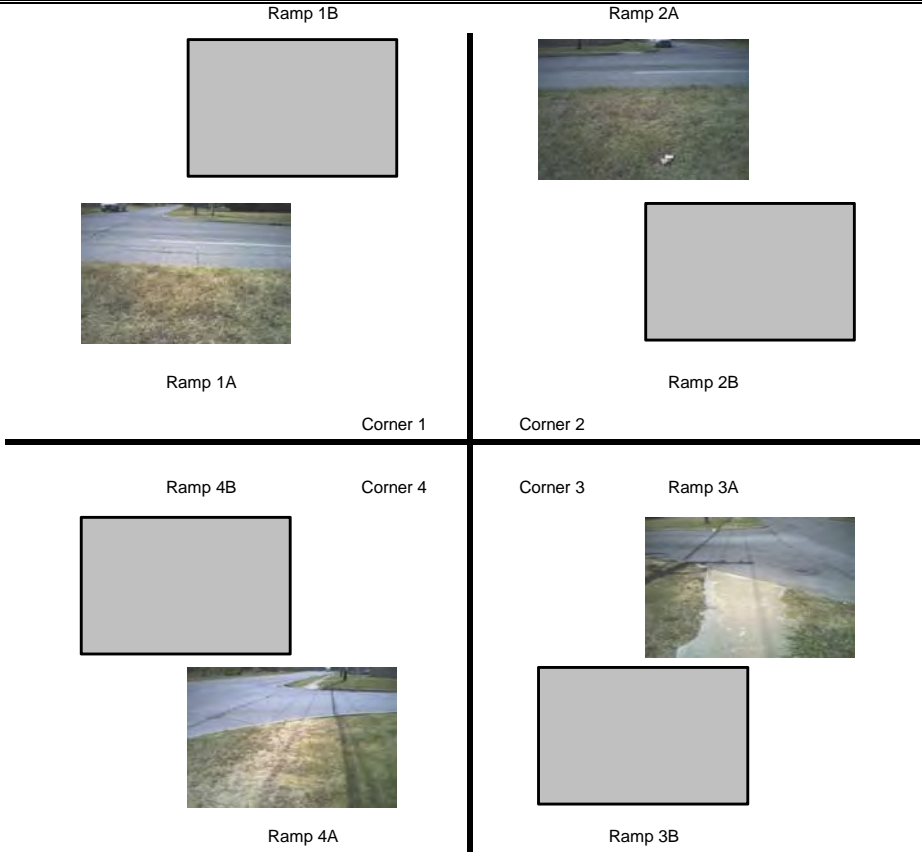 Ramp 1B
Ramp 2A
Ramp 1A
Ramp 2B
Corner 1
Corner 2
Ramp 4B
Corner 4
Corner 3
Ramp 3A
Ramp 4A
Ramp 3B